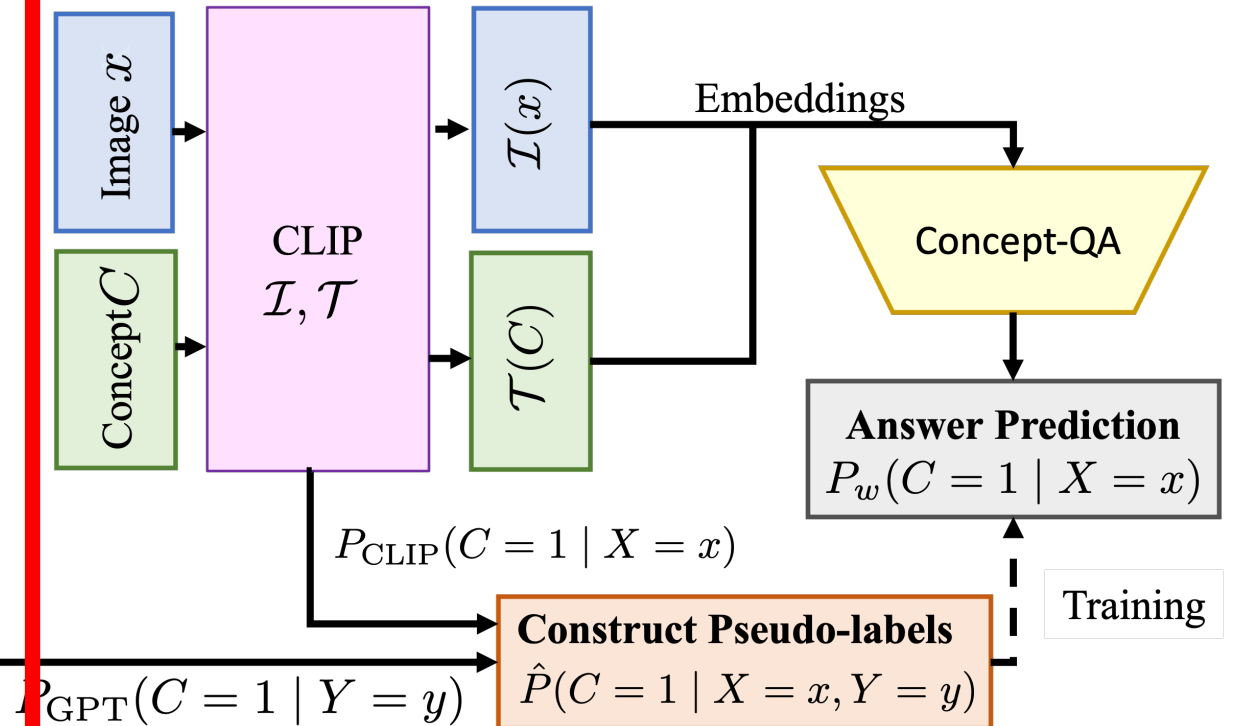 Image x
Concept C
CLIP
ℐ, 𝒯
ℐ(x)
𝒯(C)
Embeddings
Concept-QA
Answer Prediction
P_w(C = 1 | X = x)
P_CLIP(C = 1 | X = x)
Training
Construct Pseudo-labels
P̂(C = 1 | X = x, Y = y)
P_GPT(C = 1 | Y = y)